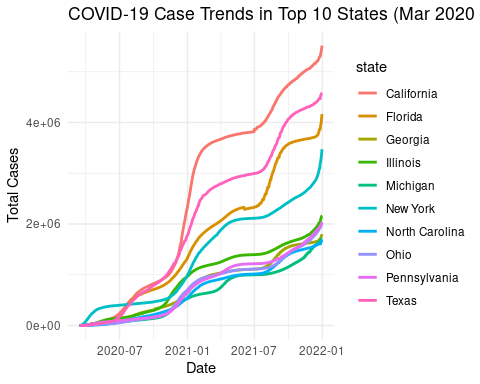 COVID-19 Case Trends in Top 10 States (Mar 2020
state
California
Florida
Georgia
Illinois
Michigan
New York
North Carolina
Ohio
Pennsylvania
Texas
Total Cases
4e+06
2e+06
0e+00
2020-07 2021-01 2021-07 2022-01
Date